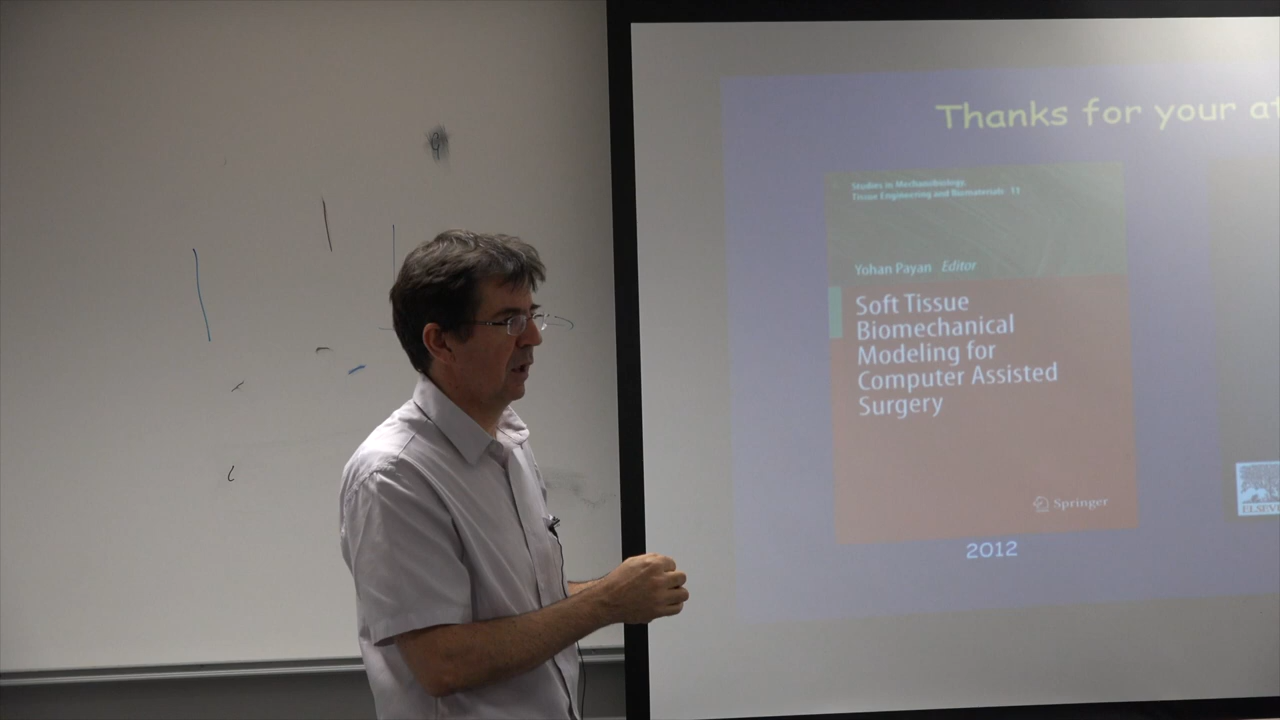 Thanks for your at
Studies in Mechanobiology,
Tissue Engineering and Biomaterials 11
Yohan Payan Editor
Soft Tissue
Biomechanical
Modeling for
Computer Assisted
Surgery
Springer
2012
ELSEV